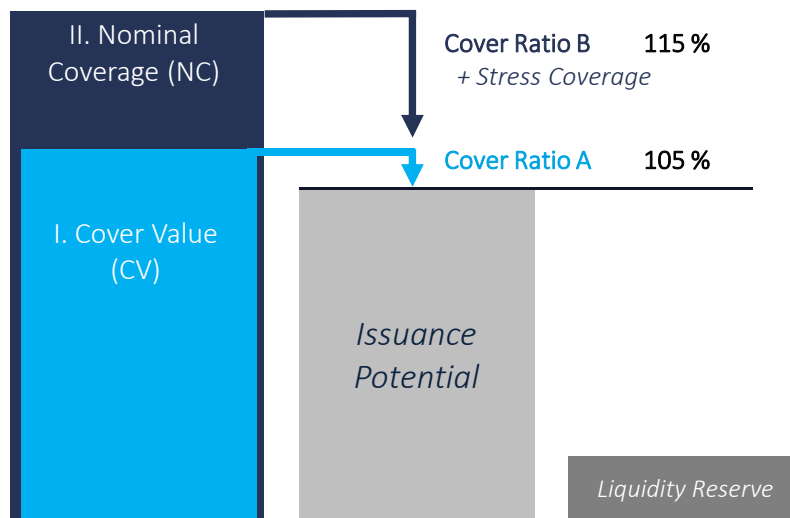 II. Nominal
Coverage (NC)
Cover Ratio B 115 %
+ Stress Coverage
Cover Ratio A 105 %
I. Cover Value
(CV)
Issuance
Potential
Liquidity Reserve